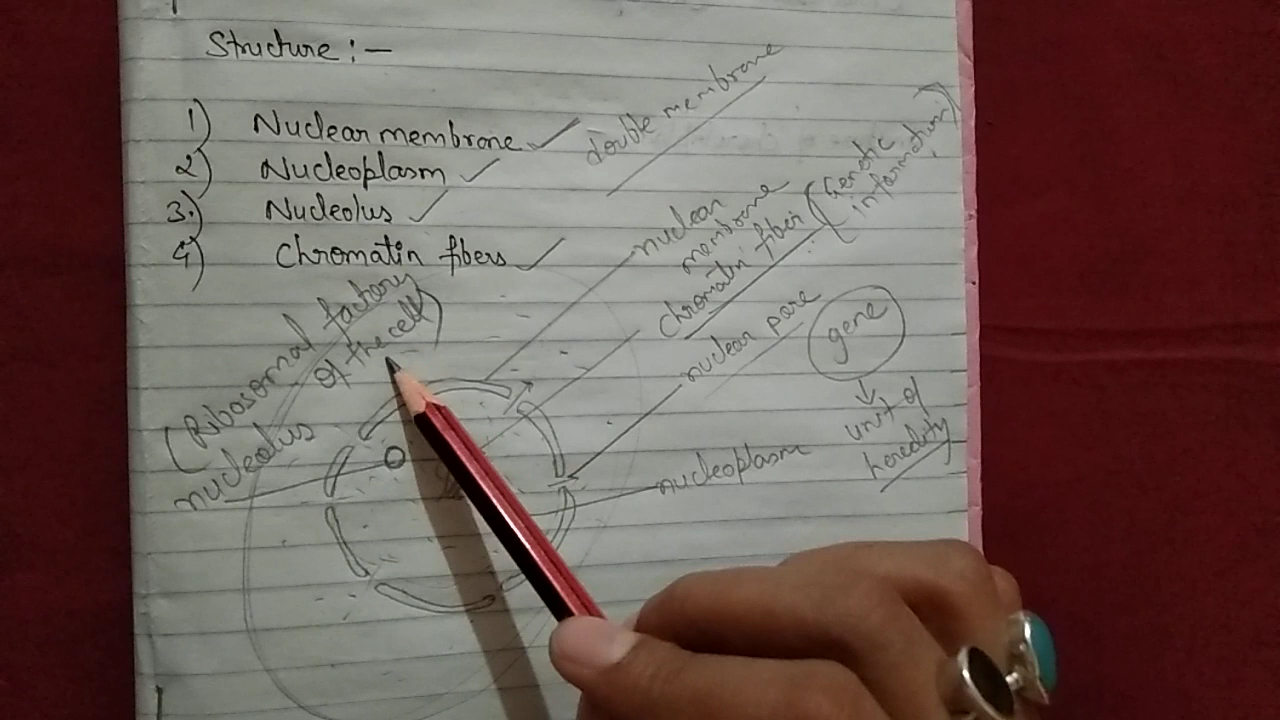 Structure :-
1) Nuclear membrane ✓
double membrane
2) Nucleoplasm ✓
3.) Nucleolus ✓
4) Chromatin fibers ✓
nuclear
membrane
chromatin fiber (Genetic
information)
nuclear pore
gene
unit of
heredity
nucleoplasm
(Ribosomal factory
of the cell)
nucleolus